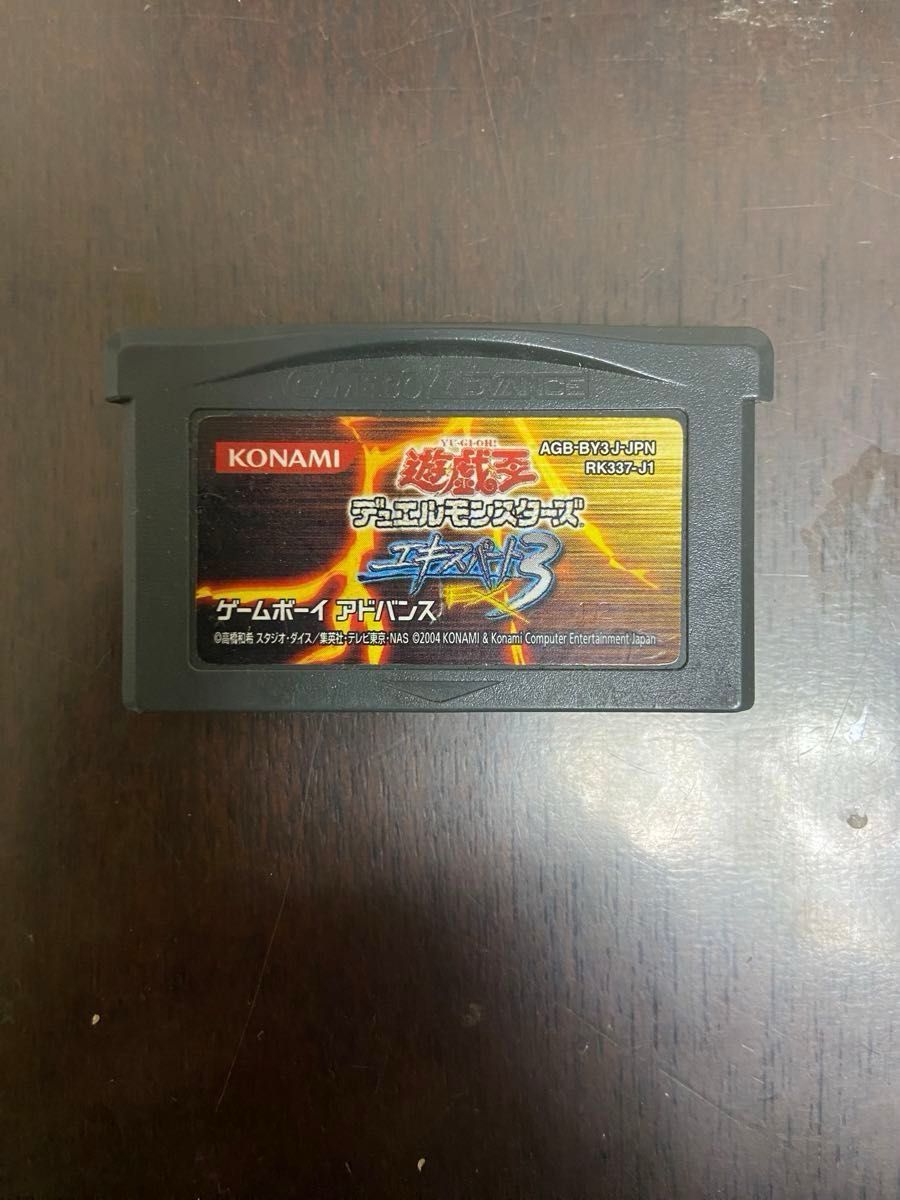 GAME BOY ADVANCE
KONAMI
YU-GI-OH!
遊戯王
デュエルモンスターズ
エキスパート3
AGB-BY3J-JPN
RK337-J1
ゲームボーイ アドバンス
©高橋和希 スタジオ・ダイス/集英社・テレビ東京・NAS ©2004 KONAMI & Konami Computer Entertainment Japan